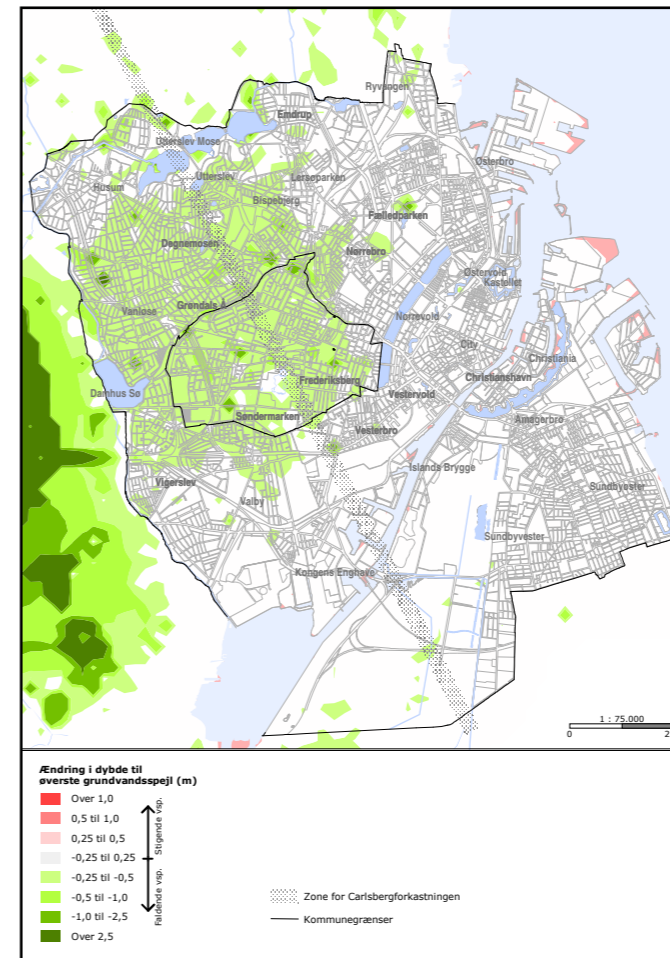 Ryvangen
Emdrup
Utterslev Mose
Østerbro
Husum
Utterslev
Lersøparken
Bispebjerg
Fælledparken
Degnemosen
Nørrebro
Østervold
Kastellet
Grøndals Å
Vanløse
Nørrevold
City
Christiania
Christianshavn
Frederiksberg
Damhus Sø
Vestervold
Søndermarken
Amagerbro
Vesterbro
Islands Brygge
Vigerslev
Sundbyøster
Valby
Sundbyvester
Kongens Enghave
1 : 75.000
0
Ændring i dybde til
øverste grundvandsspejl (m)
Over 1,0
0,5 til 1,0
0,25 til 0,5
-0,25 til 0,25
-0,25 til -0,5
-0,5 til -1,0
-1,0 til -2,5
Over 2,5
Stigende vsp.
Faldende vsp.
Zone for Carlsbergforkastningen
Kommunegrænser